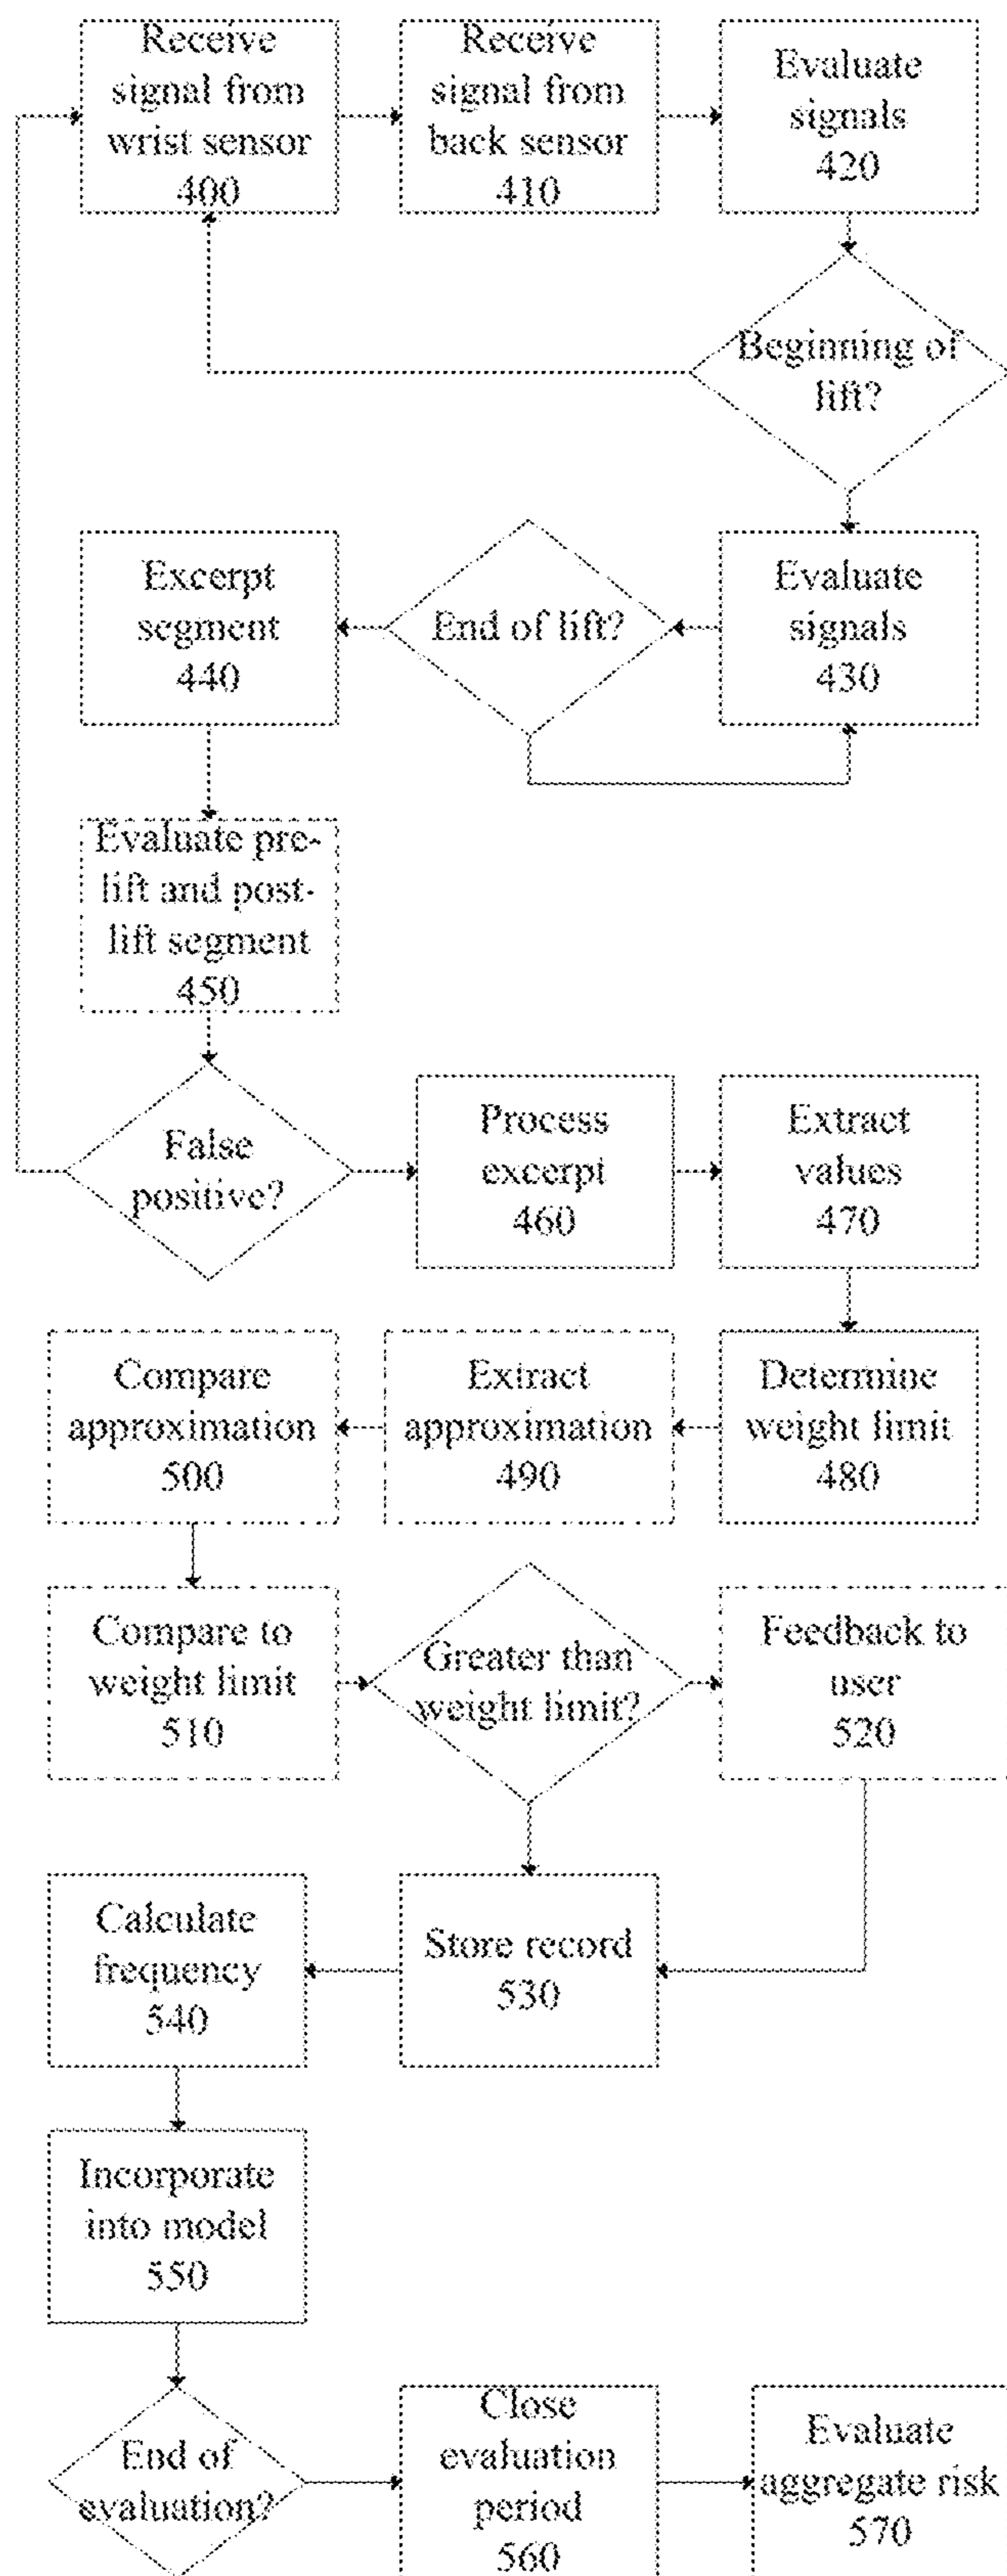 Receive
signal from
wrist sensor
400
Receive
signal from
back sensor
410
Evaluate
signals
420
Beginning of
lift?
Evaluate
signals
430
End of lift?
Excerpt
segment
440
Evaluate pre-
lift and post-
lift segment
450
False
positive?
Process
excerpt
460
Extract
values
470
Determine
weight limit
480
Extract
approximation
490
Compare
approximation
500
Compare to
weight limit
510
Greater than
weight limit?
Feedback to
user
520
Store record
530
Calculate
frequency
540
Incorporate
into model
550
End of
evaluation?
Close
evaluation
period
560
Evaluate
aggregate risk
570